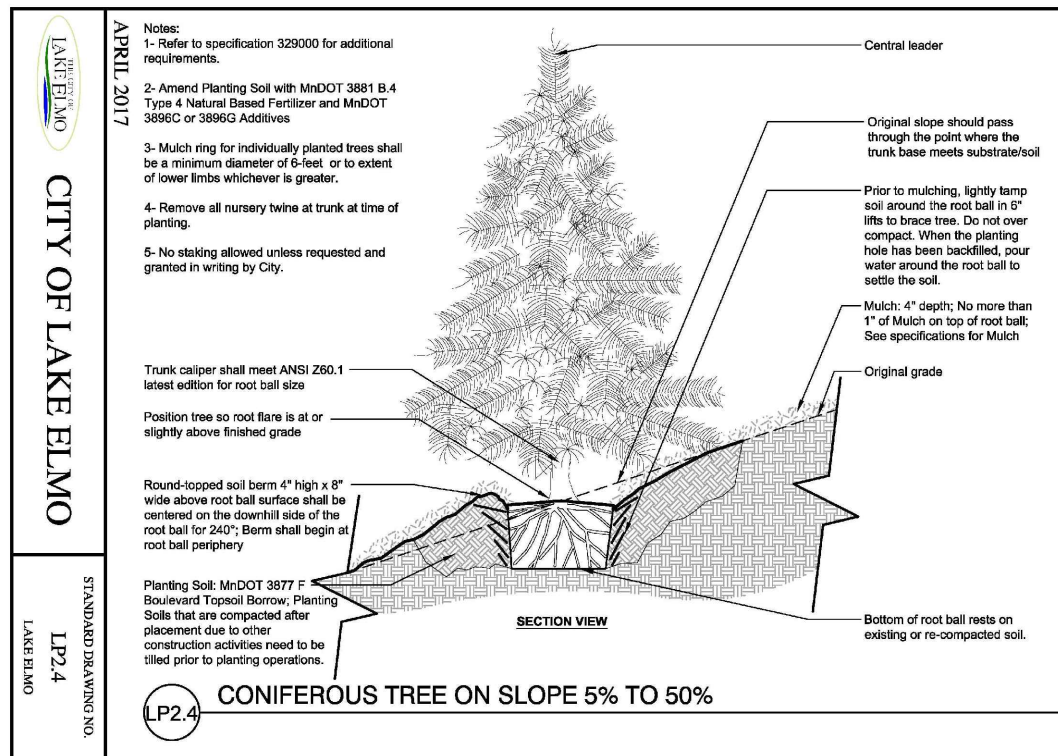 THE CITY OF
LAKE ELMO
CITY OF LAKE ELMO
STANDARD DRAWING NO.
LP2.4
LAKE ELMO
APRIL 2017
Notes:
1- Refer to specification 329000 for additional
requirements.
2- Amend Planting Soil with MnDOT 3881 B.4
Type 4 Natural Based Fertilizer and MnDOT
3896C or 3896G Additives
3- Mulch ring for individually planted trees shall
be a minimum diameter of 6-feet or to extent
of lower limbs whichever is greater.
4- Remove all nursery twine at trunk at time of
planting.
5- No staking allowed unless requested and
granted in writing by City.
Trunk caliper shall meet ANSI Z60.1
latest edition for root ball size
Position tree so root flare is at or
slightly above finished grade
Round-topped soil berm 4" high x 8"
wide above root ball surface shall be
centered on the downhill side of the
root ball for 240°; Berm shall begin at
root ball periphery
Planting Soil: MnDOT 3877 F
Boulevard Topsoil Borrow; Planting
Soils that are compacted after
placement due to other
construction activities need to be
tilled prior to planting operations.
Central leader
Original slope should pass
through the point where the
trunk base meets substrate/soil
Prior to mulching, lightly tamp
soil around the root ball in 6"
lifts to brace tree. Do not over
compact. When the planting
hole has been backfilled, pour
water around the root ball to
settle the soil.
Mulch: 4" depth; No more than
1" of Mulch on top of root ball;
See specifications for Mulch
Original grade
Bottom of root ball rests on
existing or re-compacted soil.
SECTION VIEW
LP2.4
CONIFEROUS TREE ON SLOPE 5% TO 50%